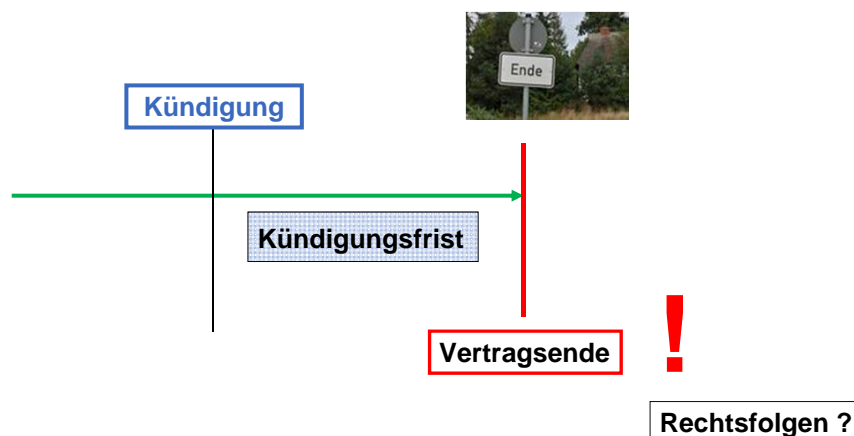 Ende
Kündigung
Kündigungsfrist
Vertragsende
!
Rechtsfolgen ?